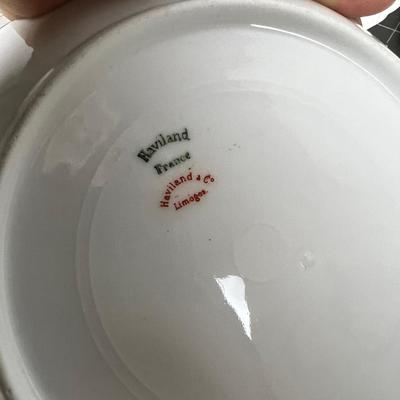 Haviland
France
Haviland & Co
Limoges